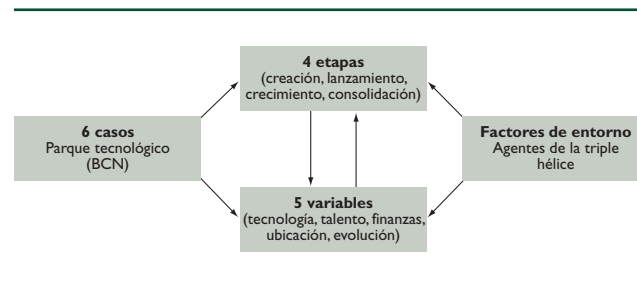 4 etapas
(creación, lanzamiento,
crecimiento, consolidación)
6 casos
Parque tecnológico
(BCN)
Factores de entorno
Agentes de la triple
hélice
5 variables
(tecnología, talento, finanzas,
ubicación, evolución)